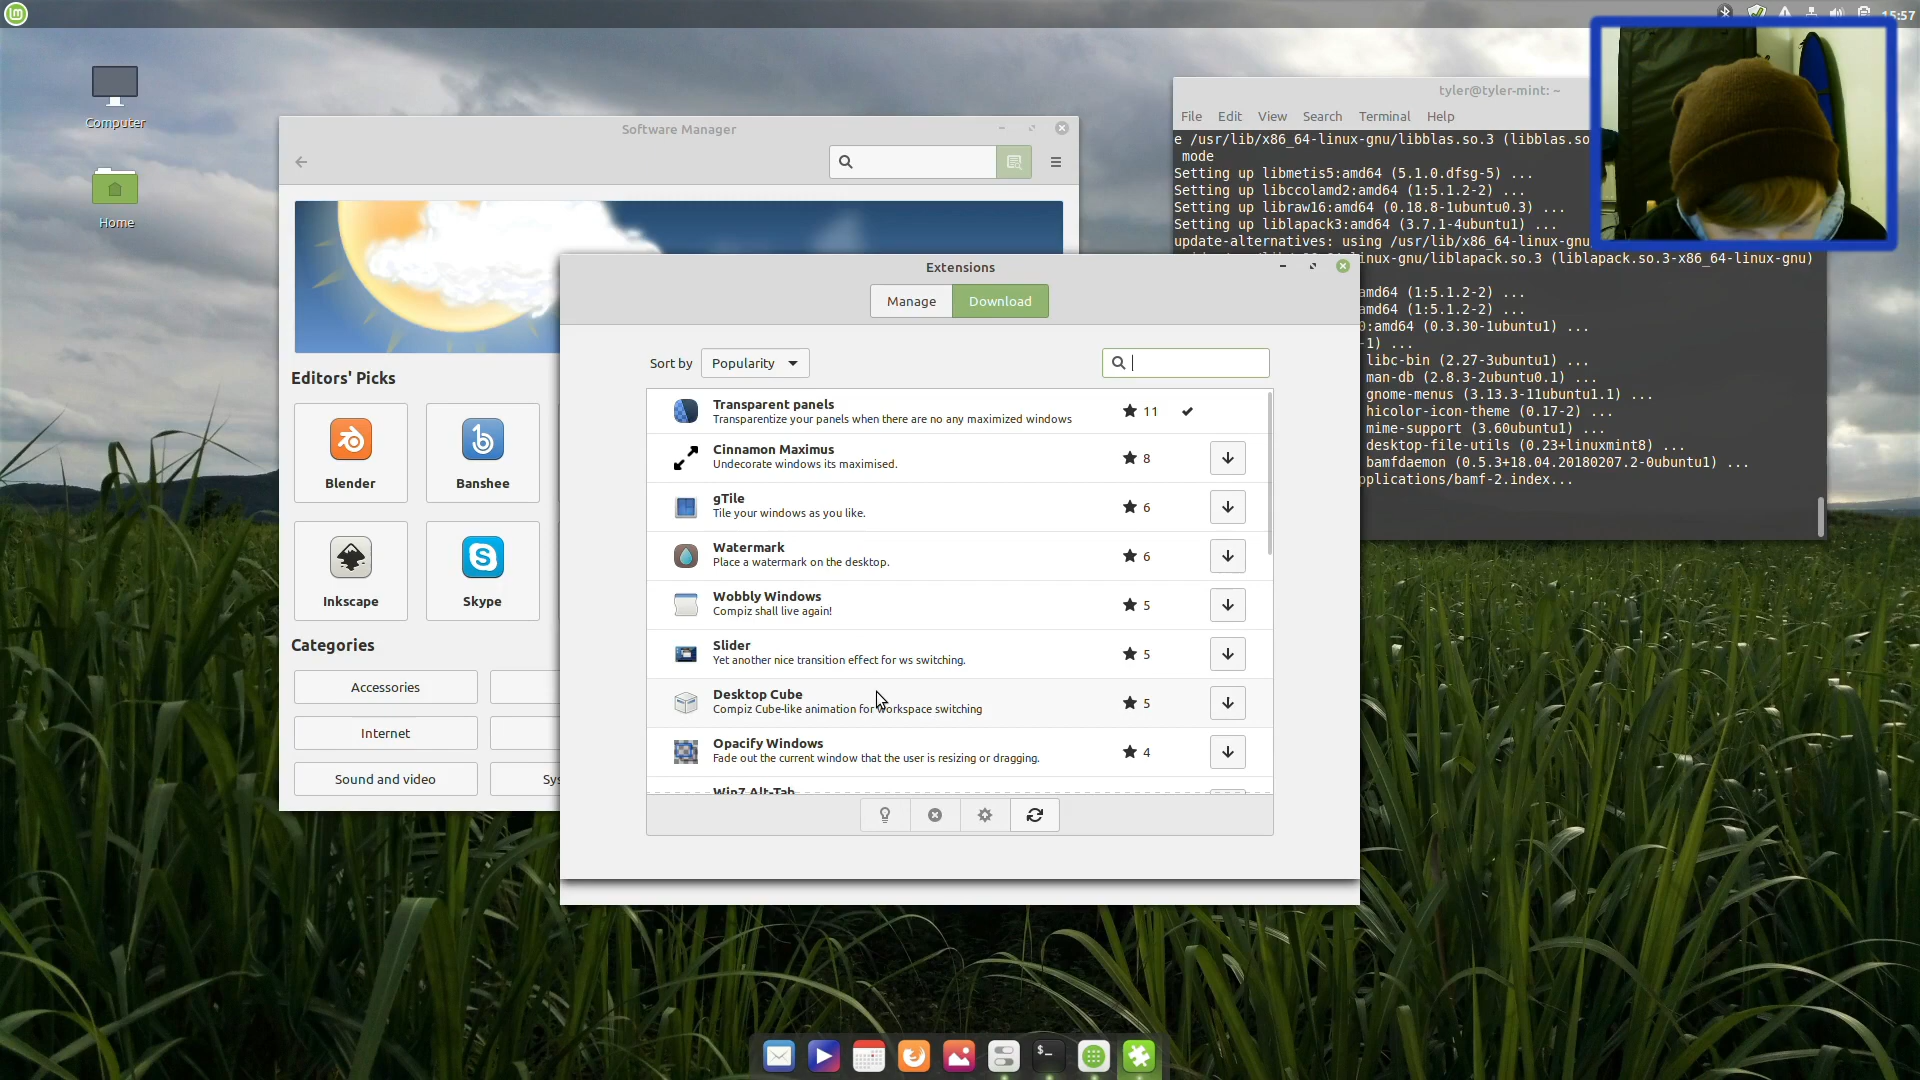 15:57
Computer
Home
Software Manager
Editors' Picks
Blender
Banshee
Inkscape
Skype
Categories
Accessories
Internet
Sound and video
Sys
Extensions
Manage
Download
Sort by
Popularity
Transparent panels
Transparentize your panels when there are no any maximized windows
11
Cinnamon Maximus
Undecorate windows its maximised.
8
gTile
Tile your windows as you like.
6
Watermark
Place a watermark on the desktop.
6
Wobbly Windows
Compiz shall live again!
5
Slider
Yet another nice transition effect for ws switching.
5
Desktop Cube
Compiz Cube-like animation for workspace switching
5
Opacify Windows
Fade out the current window that the user is resizing or dragging.
4
Win7 Alt-Tab
tyler@tyler-mint: ~
File Edit View Search Terminal Help
e /usr/lib/x86_64-linux-gnu/libblas.so.3 (libblas.so
mode
Setting up libmetis5:amd64 (5.1.0.dfsg-5) ...
Setting up libccolamd2:amd64 (1:5.1.2-2) ...
Setting up libraw16:amd64 (0.18.8-1ubuntu0.3) ...
Setting up liblapack3:amd64 (3.7.1-4ubuntu1) ...
update-alternatives: using /usr/lib/x86_64-linux-gnu
inux-gnu/liblapack.so.3 (liblapack.so.3-x86_64-linux-gnu)
amd64 (1:5.1.2-2) ...
amd64 (1:5.1.2-2) ...
0:amd64 (0.3.30-1ubuntu1) ...
-1) ...
libc-bin (2.27-3ubuntu1) ...
man-db (2.8.3-2ubuntu0.1) ...
gnome-menus (3.13.3-11ubuntu1.1) ...
hicolor-icon-theme (0.17-2) ...
mime-support (3.60ubuntu1) ...
desktop-file-utils (0.23+linuxmint8) ...
bamfdaemon (0.5.3+18.04.20180207.2-0ubuntu1) ...
pplications/bamf-2.index...